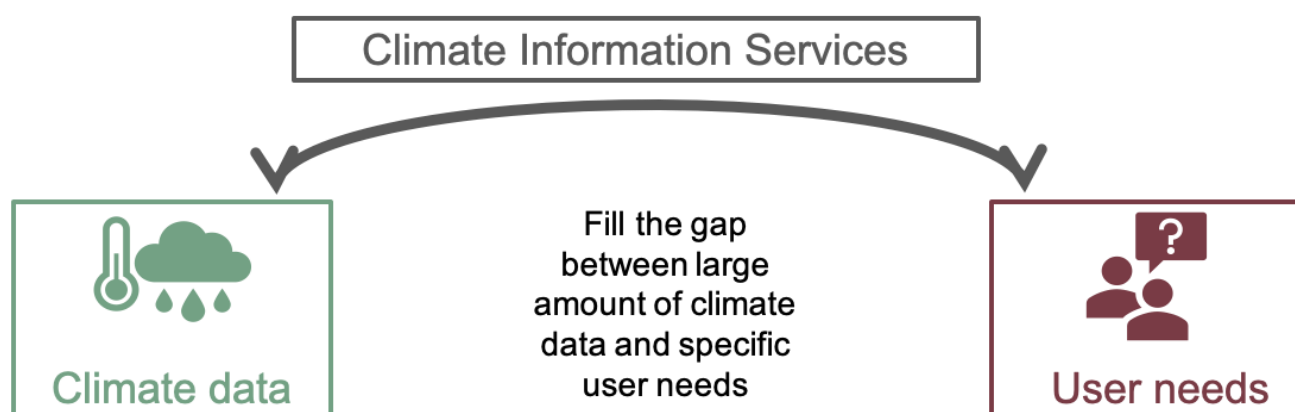 Climate Information Services
Fill the gap
between large
amount of climate
data and specific
user needs
?
Climate data
User needs